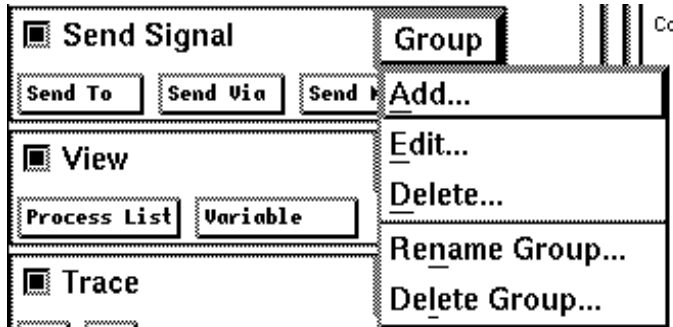 Send Signal
Group
Co
Send To
Send Via
Send
Add...
Edit...
View
Delete...
Process List
Variable
Rename Group...
Trace
Delete Group...